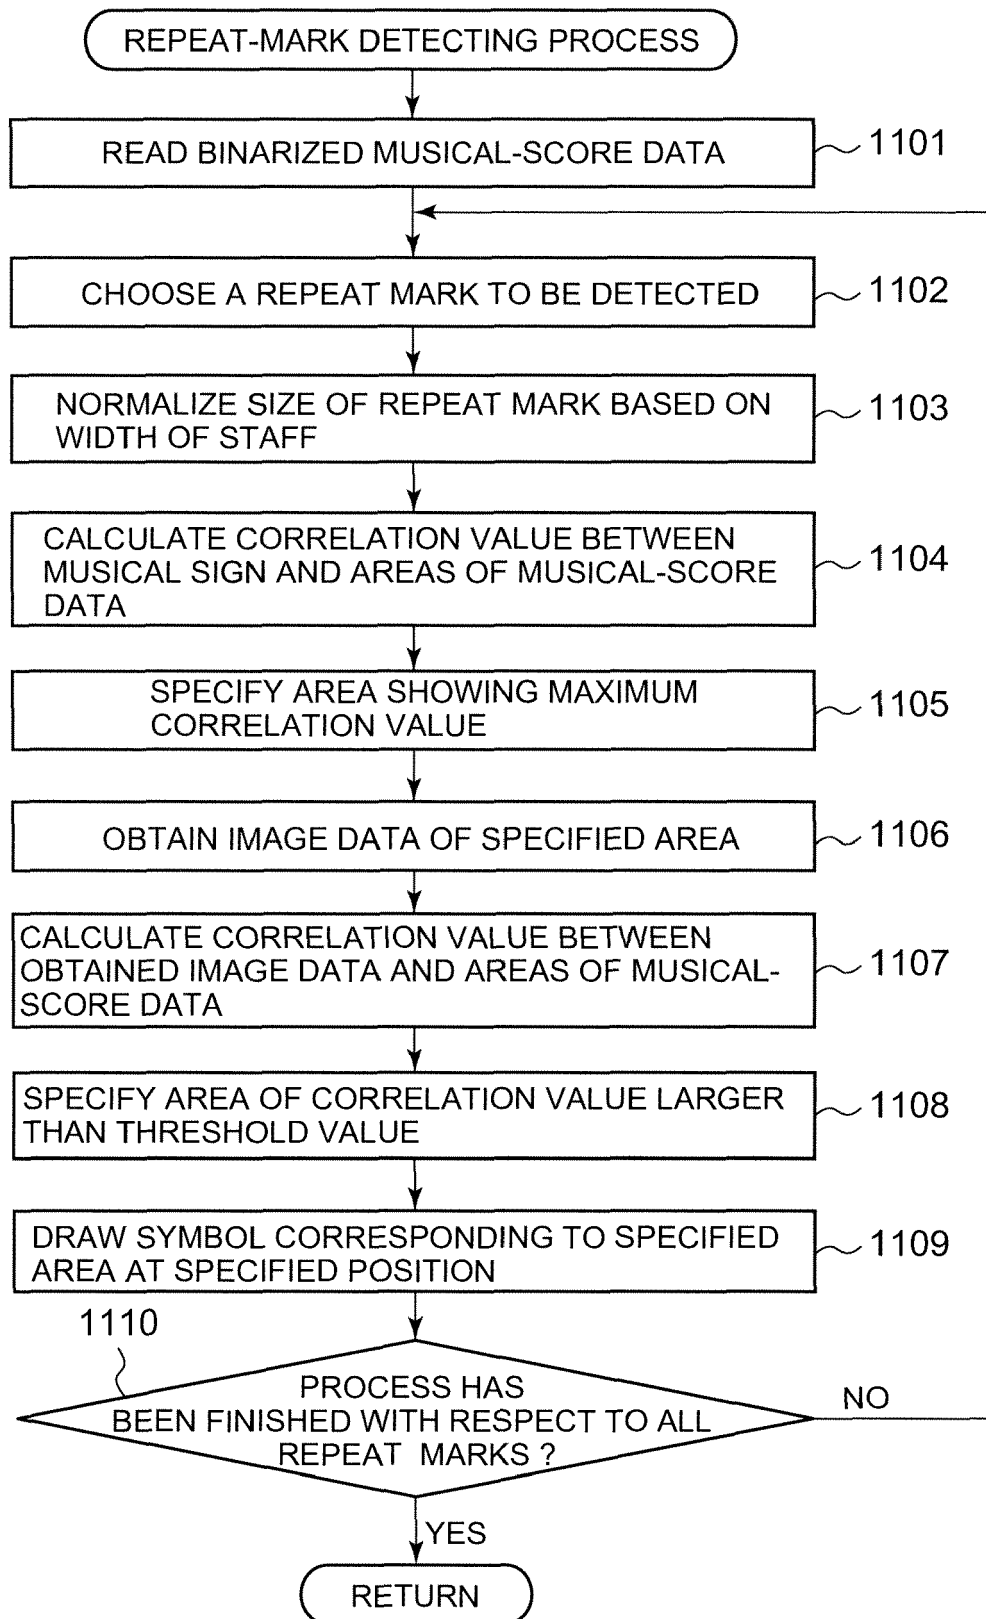 REPEAT-MARK DETECTING PROCESS
READ BINARIZED MUSICAL-SCORE DATA
1101
CHOOSE A REPEAT MARK TO BE DETECTED
1102
NORMALIZE SIZE OF REPEAT MARK BASED ON
WIDTH OF STAFF
1103
CALCULATE CORRELATION VALUE BETWEEN
MUSICAL SIGN AND AREAS OF MUSICAL-SCORE
DATA
1104
SPECIFY AREA SHOWING MAXIMUM
CORRELATION VALUE
1105
OBTAIN IMAGE DATA OF SPECIFIED AREA
1106
CALCULATE CORRELATION VALUE BETWEEN
OBTAINED IMAGE DATA AND AREAS OF MUSICAL-
SCORE DATA
1107
SPECIFY AREA OF CORRELATION VALUE LARGER
THAN THRESHOLD VALUE
1108
DRAW SYMBOL CORRESPONDING TO SPECIFIED
AREA AT SPECIFIED POSITION
1109
1110
PROCESS HAS
BEEN FINISHED WITH RESPECT TO ALL
REPEAT MARKS ?
NO
YES
RETURN